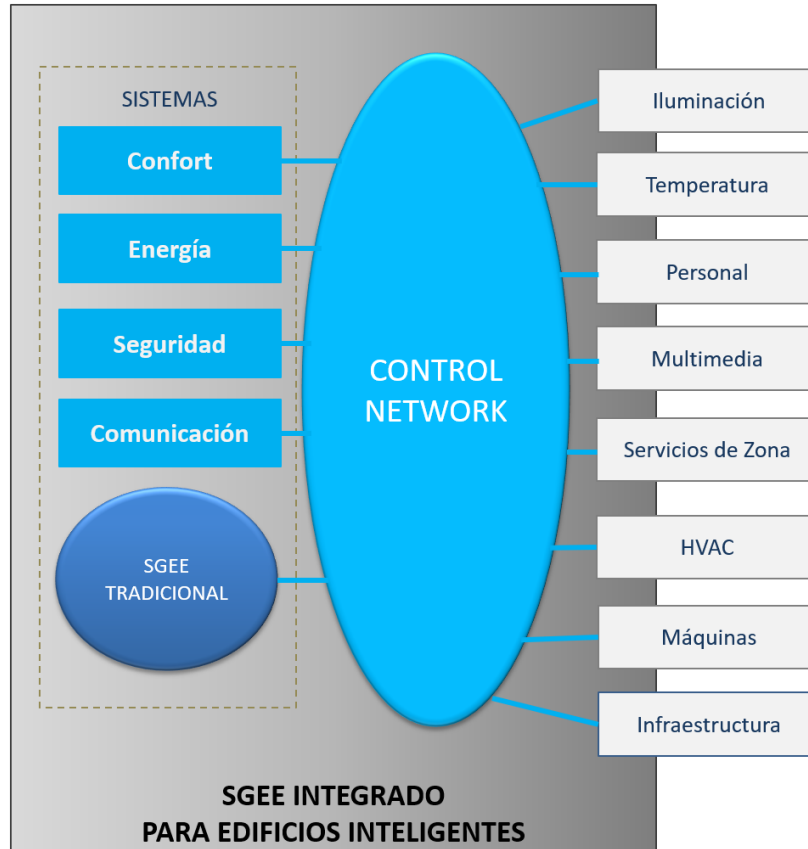 SISTEMAS
Confort
Energía
Seguridad
Comunicación
SGEE
TRADICIONAL
CONTROL
NETWORK
Iluminación
Temperatura
Personal
Multimedia
Servicios de Zona
HVAC
Máquinas
Infraestructura
SGEE INTEGRADO
PARA EDIFICIOS INTELIGENTES